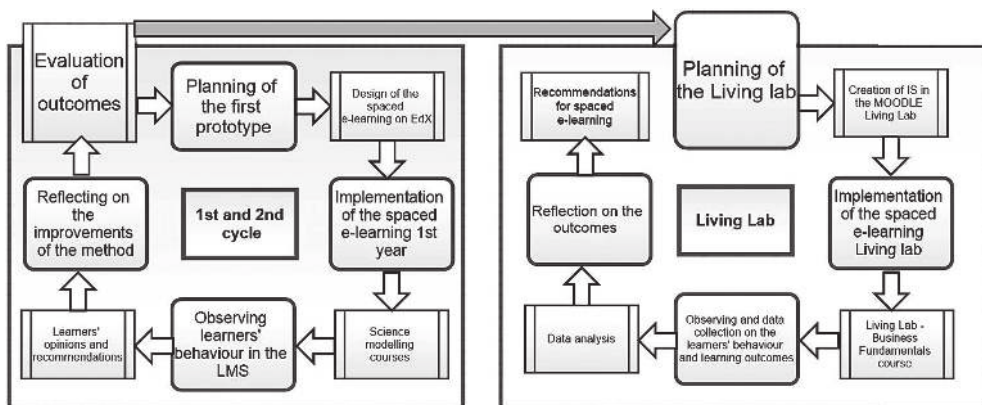 Evaluation
of
outcomes
Planning of
the first
prototype
Design of the
spaced
e-learning on EdX
Reflecting on
the
improvements
of the method
1st and 2nd
cycle
Implementation
of the spaced
e-learning 1st
year
Learners'
opinions and
recommendations
Observing
learners'
behaviour in the
LMS
Science
modelling
courses
Recommendations
for spaced
e-learning
Planning of
the Living lab
Creation of IS in
the MOODLE
Living Lab
Reflection on the
outcomes
Living Lab
Implementation
of the spaced
e-learning
Living lab
Data analysis
Observing and data
collection on the
learners' behaviour
and learning outcomes
Living Lab -
Business
Fundamentals
course